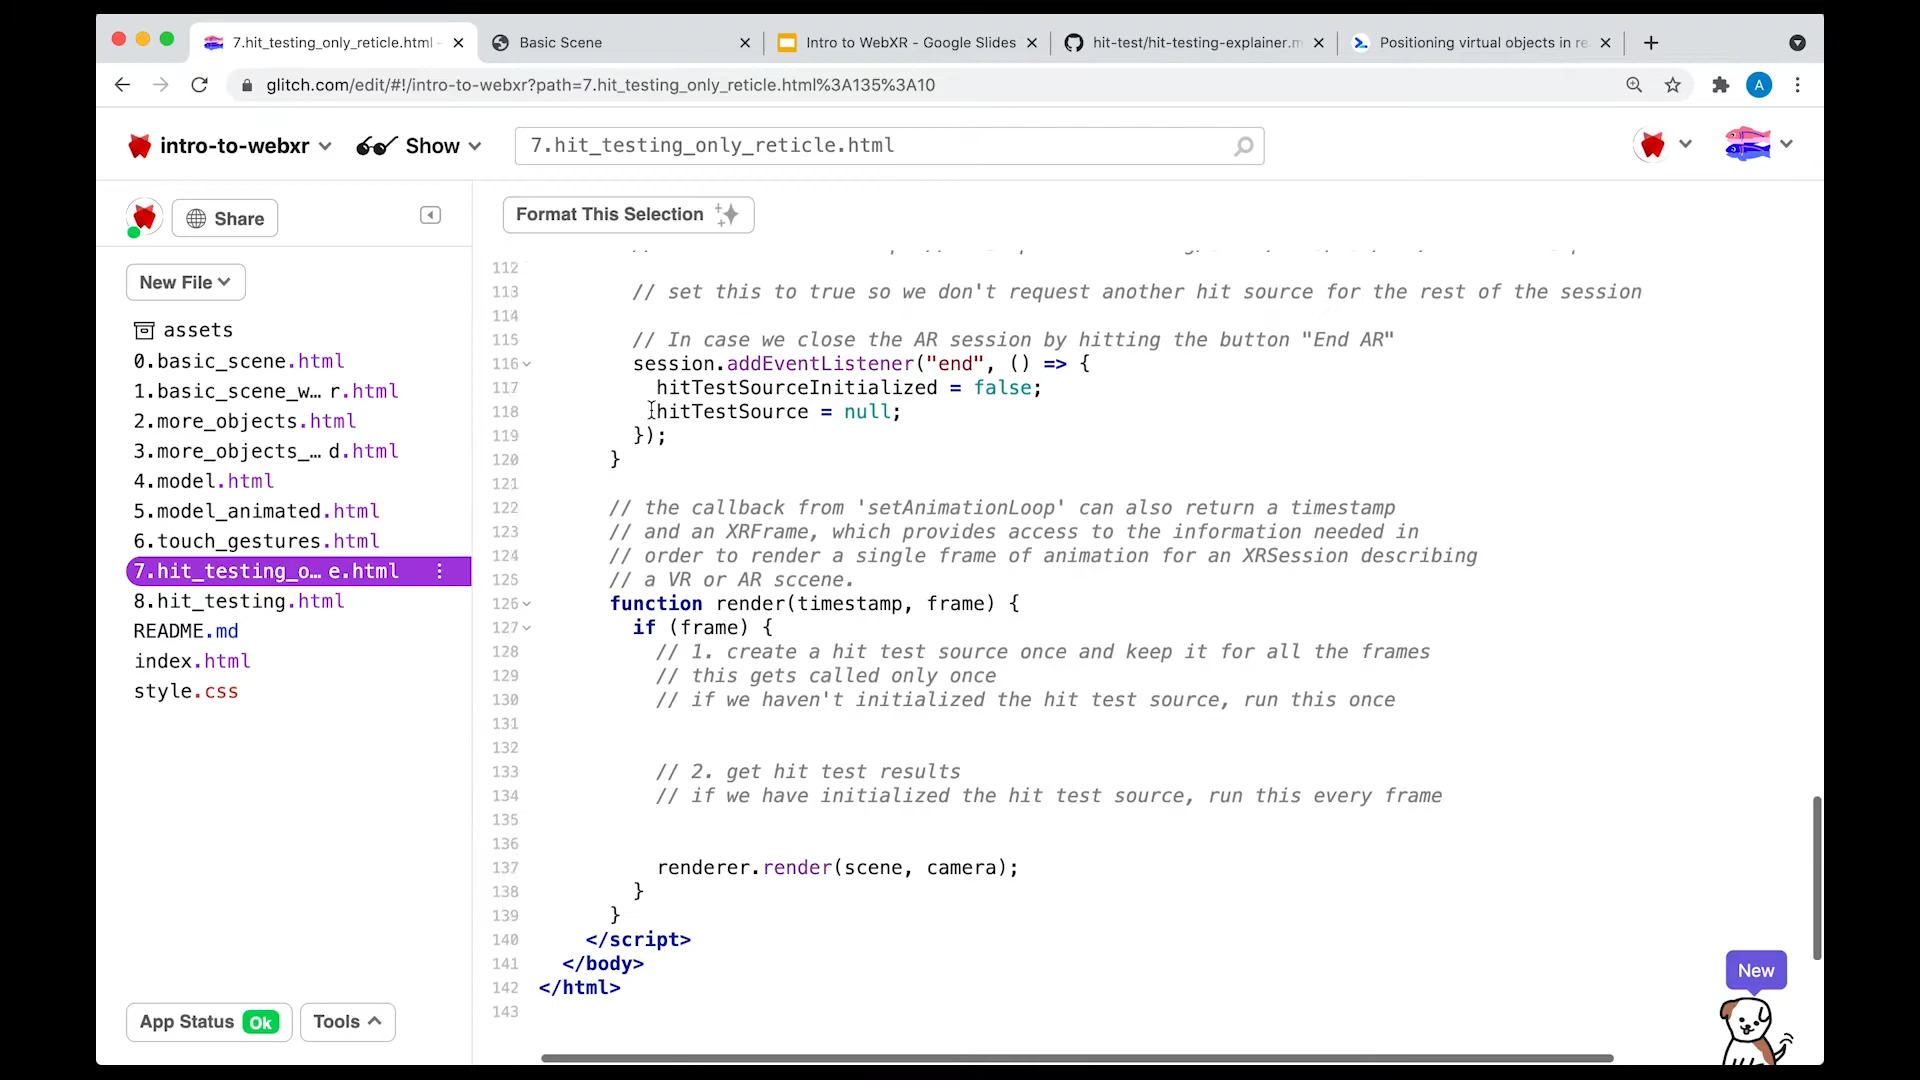 7.hit_testing_only_reticle.html
Basic Scene
Intro to WebXR - Google Slides
hit-test/hit-testing-explainer.m
Positioning virtual objects in re
glitch.com/edit/#!/intro-to-webxr?path=7.hit_testing_only_reticle.html%3A135%3A10
A
intro-to-webxr
Show
7.hit_testing_only_reticle.html
Share
Format This Selection
New File
assets
0.basic_scene.html
1.basic_scene_w… r.html
2.more_objects.html
3.more_objects_… d.html
4.model.html
5.model_animated.html
6.touch_gestures.html
7.hit_testing_o… e.html
8.hit_testing.html
README.md
index.html
style.css
App Status Ok
Tools
112
113 // set this to true so we don't request another hit source for the rest of the session
114
115 // In case we close the AR session by hitting the button "End AR"
116 session.addEventListener("end", () => {
117 hitTestSourceInitialized = false;
118 hitTestSource = null;
119 });
120 }
121
122 // the callback from 'setAnimationLoop' can also return a timestamp
123 // and an XRFrame, which provides access to the information needed in
124 // order to render a single frame of animation for an XRSession describing
125 // a VR or AR sccene.
126 function render(timestamp, frame) {
127 if (frame) {
128 // 1. create a hit test source once and keep it for all the frames
129 // this gets called only once
130 // if we haven't initialized the hit test source, run this once
131
132
133 // 2. get hit test results
134 // if we have initialized the hit test source, run this every frame
135
136
137 renderer.render(scene, camera);
138 }
139 }
140 </script>
141 </body>
142 </html>
143
New